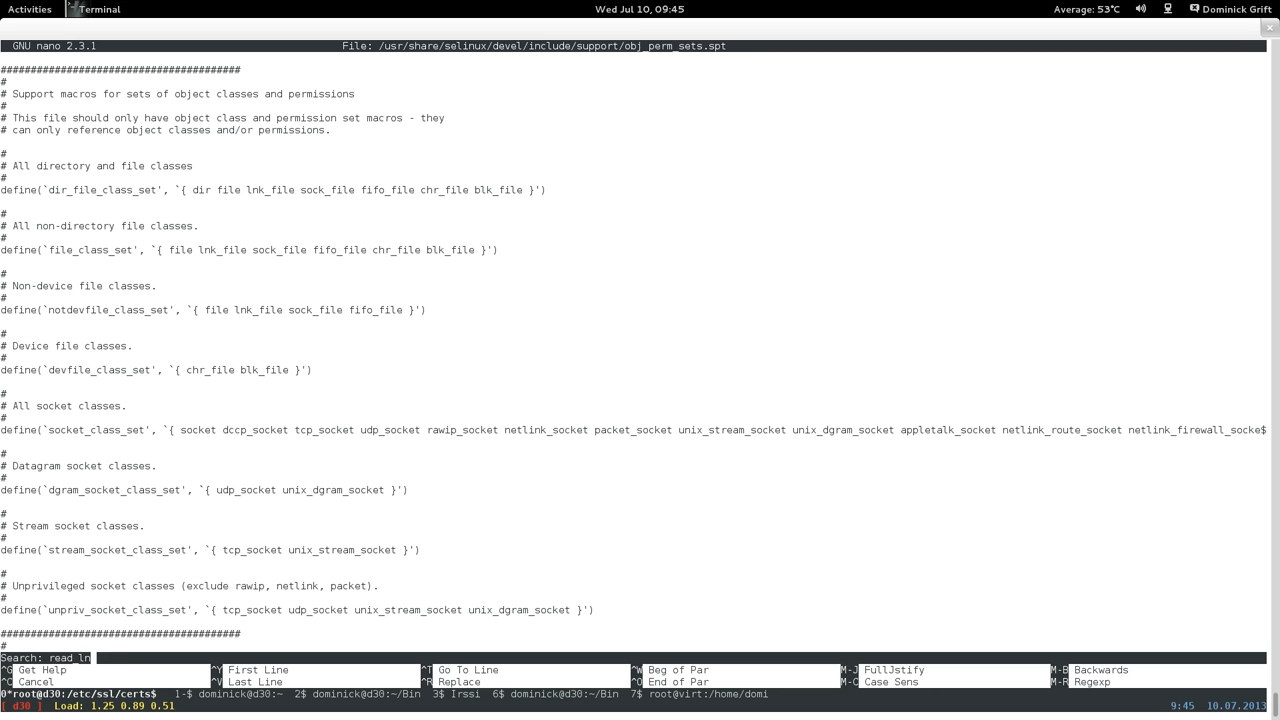 Activities Terminal Wed Jul 10, 09:45 Average: 53°C Dominick Grift
GNU nano 2.3.1 File: /usr/share/selinux/devel/include/support/obj_perm_sets.spt
########################################
#
# Support macros for sets of object classes and permissions
#
# This file should only have object class and permission set macros - they
# can only reference object classes and/or permissions.
#
# All directory and file classes
#
define(`dir_file_class_set', `{ dir file lnk_file sock_file fifo_file chr_file blk_file }')
#
# All non-directory file classes.
#
define(`file_class_set', `{ file lnk_file sock_file fifo_file chr_file blk_file }')
#
# Non-device file classes.
#
define(`notdevfile_class_set', `{ file lnk_file sock_file fifo_file }')
#
# Device file classes.
#
define(`devfile_class_set', `{ chr_file blk_file }')
#
# All socket classes.
#
define(`socket_class_set', `{ socket dccp_socket tcp_socket udp_socket rawip_socket netlink_socket packet_socket unix_stream_socket unix_dgram_socket appletalk_socket netlink_route_socket netlink_firewall_socke$
#
# Datagram socket classes.
#
define(`dgram_socket_class_set', `{ udp_socket unix_dgram_socket }')
#
# Stream socket classes.
#
define(`stream_socket_class_set', `{ tcp_socket unix_stream_socket }')
#
# Unprivileged socket classes (exclude rawip, netlink, packet).
#
define(`unpriv_socket_class_set', `{ tcp_socket udp_socket unix_stream_socket unix_dgram_socket }')
########################################
#
Search: read_ln
^G Get Help ^Y First Line ^T Go To Line ^W Beg of Par M-J FullJstify M-B Backwards
^C Cancel ^V Last Line ^R Replace ^O End of Par M-C Case Sens M-R Regexp
0*root@d30:/etc/ssl/certs* 1-$ dominick@d30:~ 2$ dominick@d30:~/Bin 3$ Irssi 6$ dominick@domi:~/Bin 7$ root@virt:/home/domi
[ d30 ] Load: 1.25 0.89 0.51 9:45 10.07.2013